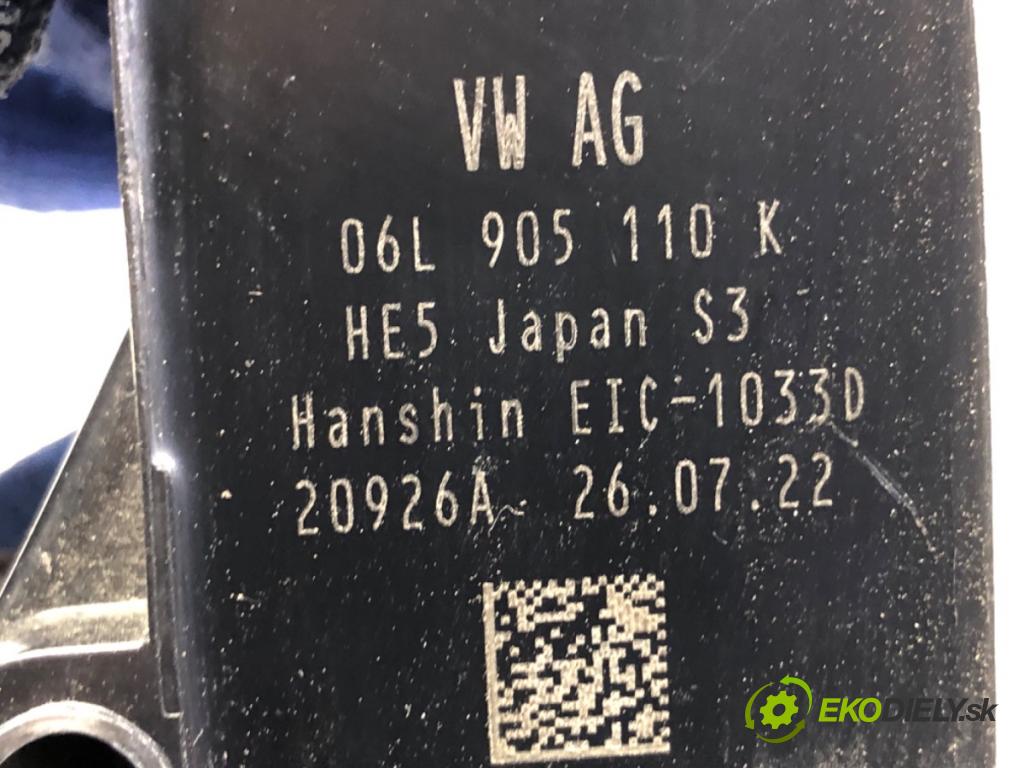 VW AG
06L 905 110 K
HE5 Japan S3
Hanshin EIC-1033D
20926A 26.07.22
EKODIELY.sk